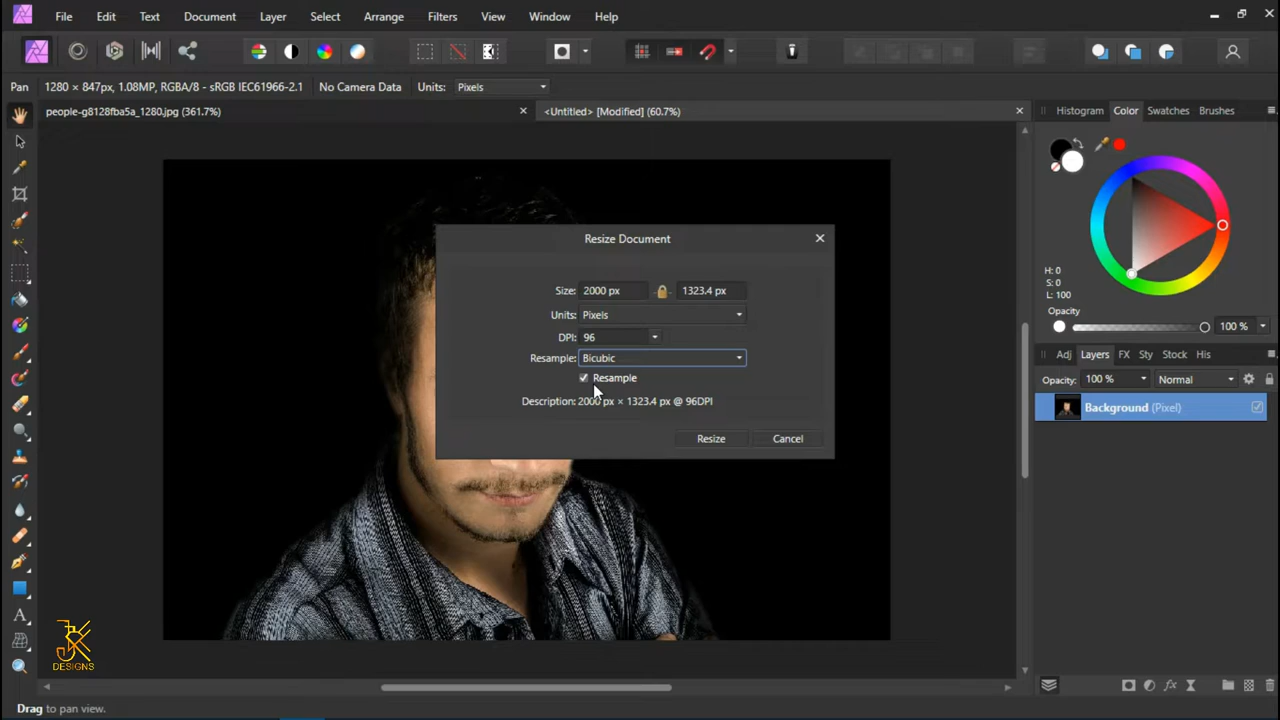 File Edit Text Document Layer Select Arrange Filters View Window Help
Pan 1280 × 847px, 1.08MP, RGBA/8 - sRGB IEC61966-2.1 No Camera Data Units: Pixels
people-g8128fba5a_1280.jpg (361.7%) <Untitled> [Modified] (60.7%)
Histogram Color Swatches Brushes
H: 0
S: 0
L: 100
Opacity
100 %
Adj Layers FX Sty Stock His
Opacity: 100 % Normal
Background (Pixel)
Resize Document
Size: 2000 px 1323.4 px
Units: Pixels
DPI: 96
Resample: Bicubic
Resample
Description: 2000 px × 1323.4 px @ 96DPI
Resize Cancel
JK
DESIGNS
Drag to pan view.